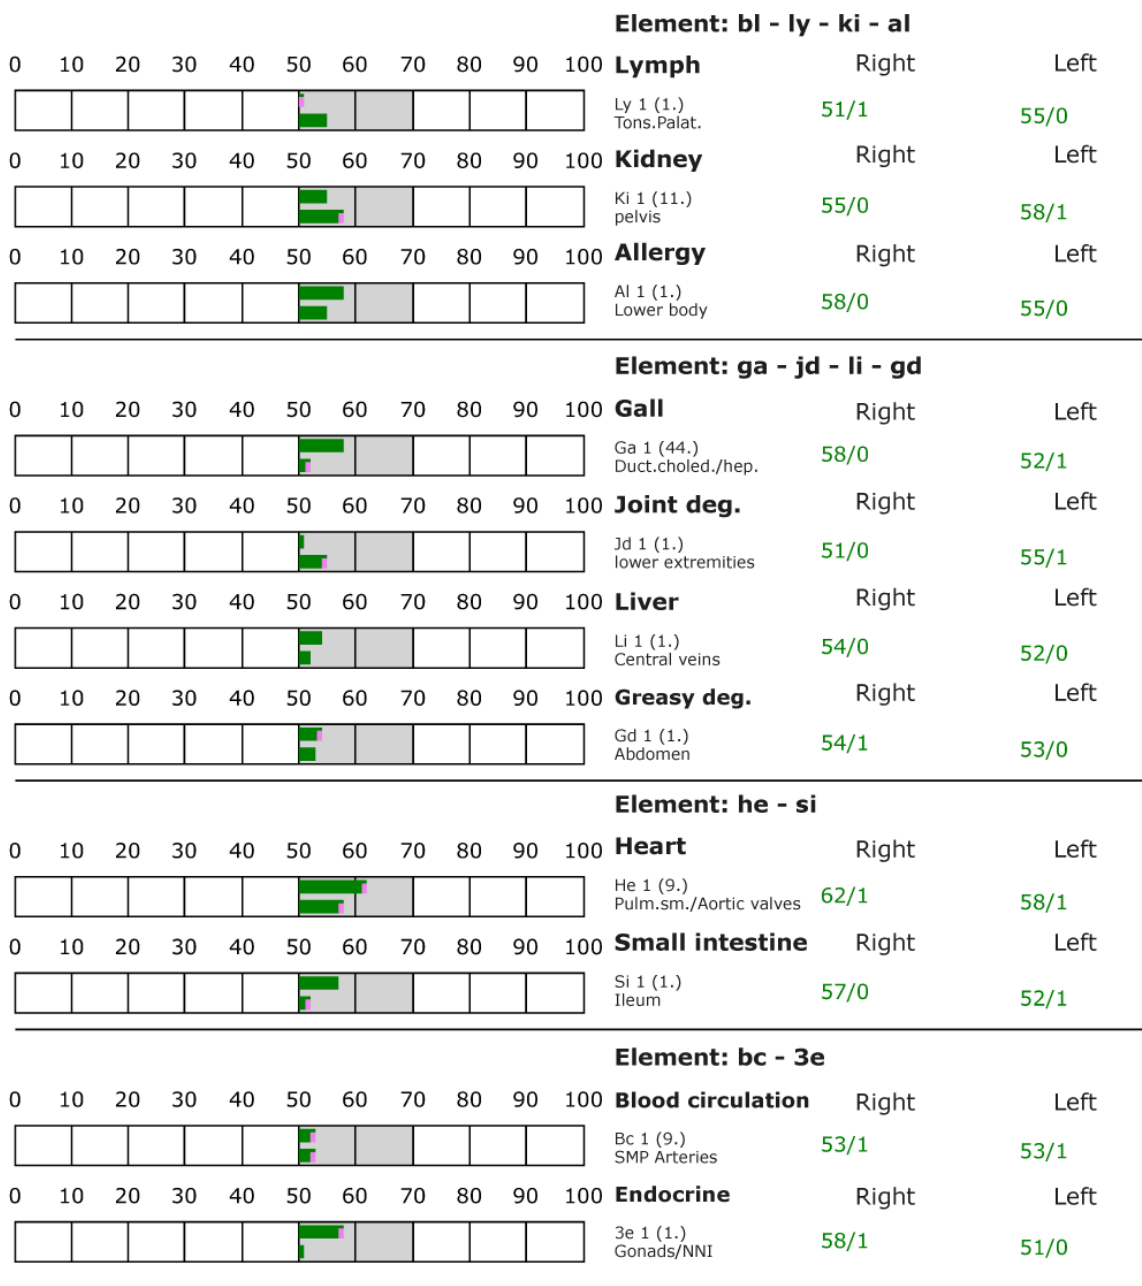 Element: bl - ly - ki - al
0 10 20 30 40 50 60 70 80 90 100 Lymph Right Left
Ly 1 (1.) 51/1 55/0
Tons.Palat.
0 10 20 30 40 50 60 70 80 90 100 Kidney Right Left
Ki 1 (11.) 55/0 58/1
pelvis
0 10 20 30 40 50 60 70 80 90 100 Allergy Right Left
Al 1 (1.) 58/0 55/0
Lower body
Element: ga - jd - li - gd
0 10 20 30 40 50 60 70 80 90 100 Gall Right Left
Ga 1 (44.) 58/0 52/1
Duct.choled./hep.
0 10 20 30 40 50 60 70 80 90 100 Joint deg. Right Left
Jd 1 (1.) 51/0 55/1
lower extremities
0 10 20 30 40 50 60 70 80 90 100 Liver Right Left
Li 1 (1.) 54/0 52/0
Central veins
0 10 20 30 40 50 60 70 80 90 100 Greasy deg. Right Left
Gd 1 (1.) 54/1 53/0
Abdomen
Element: he - si
0 10 20 30 40 50 60 70 80 90 100 Heart Right Left
He 1 (9.) 62/1 58/1
Pulm.sm./Aortic valves
0 10 20 30 40 50 60 70 80 90 100 Small intestine Right Left
Si 1 (1.) 57/0 52/1
Ileum
Element: bc - 3e
0 10 20 30 40 50 60 70 80 90 100 Blood circulation Right Left
Bc 1 (9.) 53/1 53/1
SMP Arteries
0 10 20 30 40 50 60 70 80 90 100 Endocrine Right Left
3e 1 (1.) 58/1 51/0
Gonads/NNI